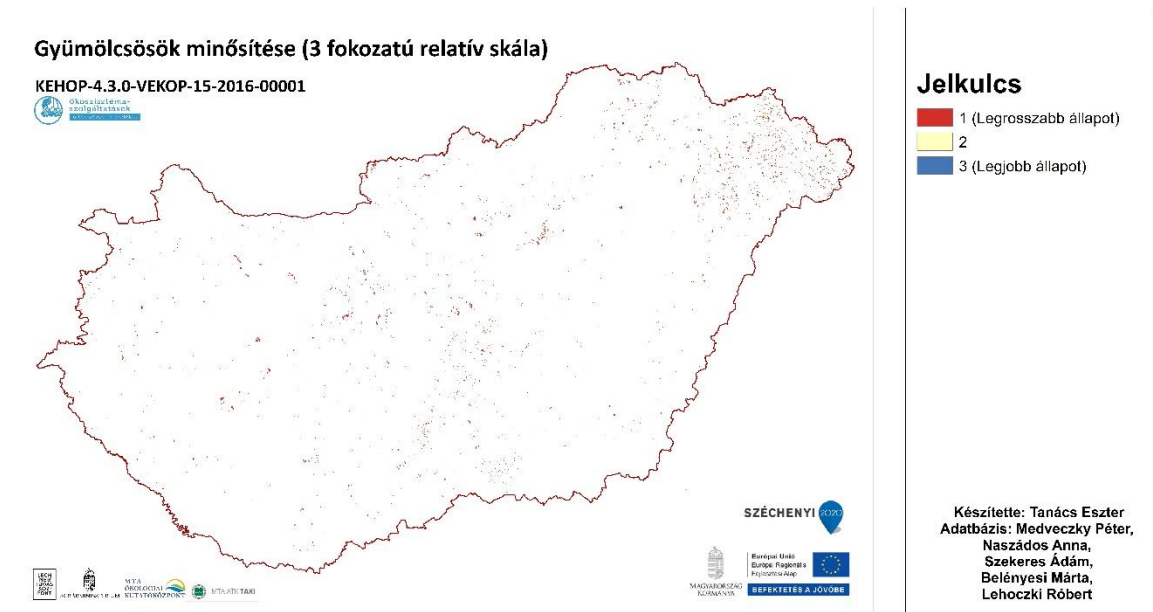 Gyümölcsösök minősítése (3 fokozatú relatív skála)
KEHOP-4.3.0-VEKOP-15-2016-00001
ökoszisztéma-
szolgáltatások
Jelkulcs
1 (Legrosszabb állapot)
2
3 (Legjobb állapot)
SZÉCHENYI 2020
Készítette: Tanács Eszter
Adatbázis: Medveczky Péter,
Naszádos Anna,
Szekeres Ádám,
Belényesi Márta,
Lehoczki Róbert
MAGYARORSZÁG
KORMÁNYA
Európai Unió
Európai Regionális
Fejlesztési Alap
BEFEKTETÉS A JÖVŐBE
MTA
ÖKOLÓGIAI
KUTATÓKÖZPONT
MTA ATK TAKI